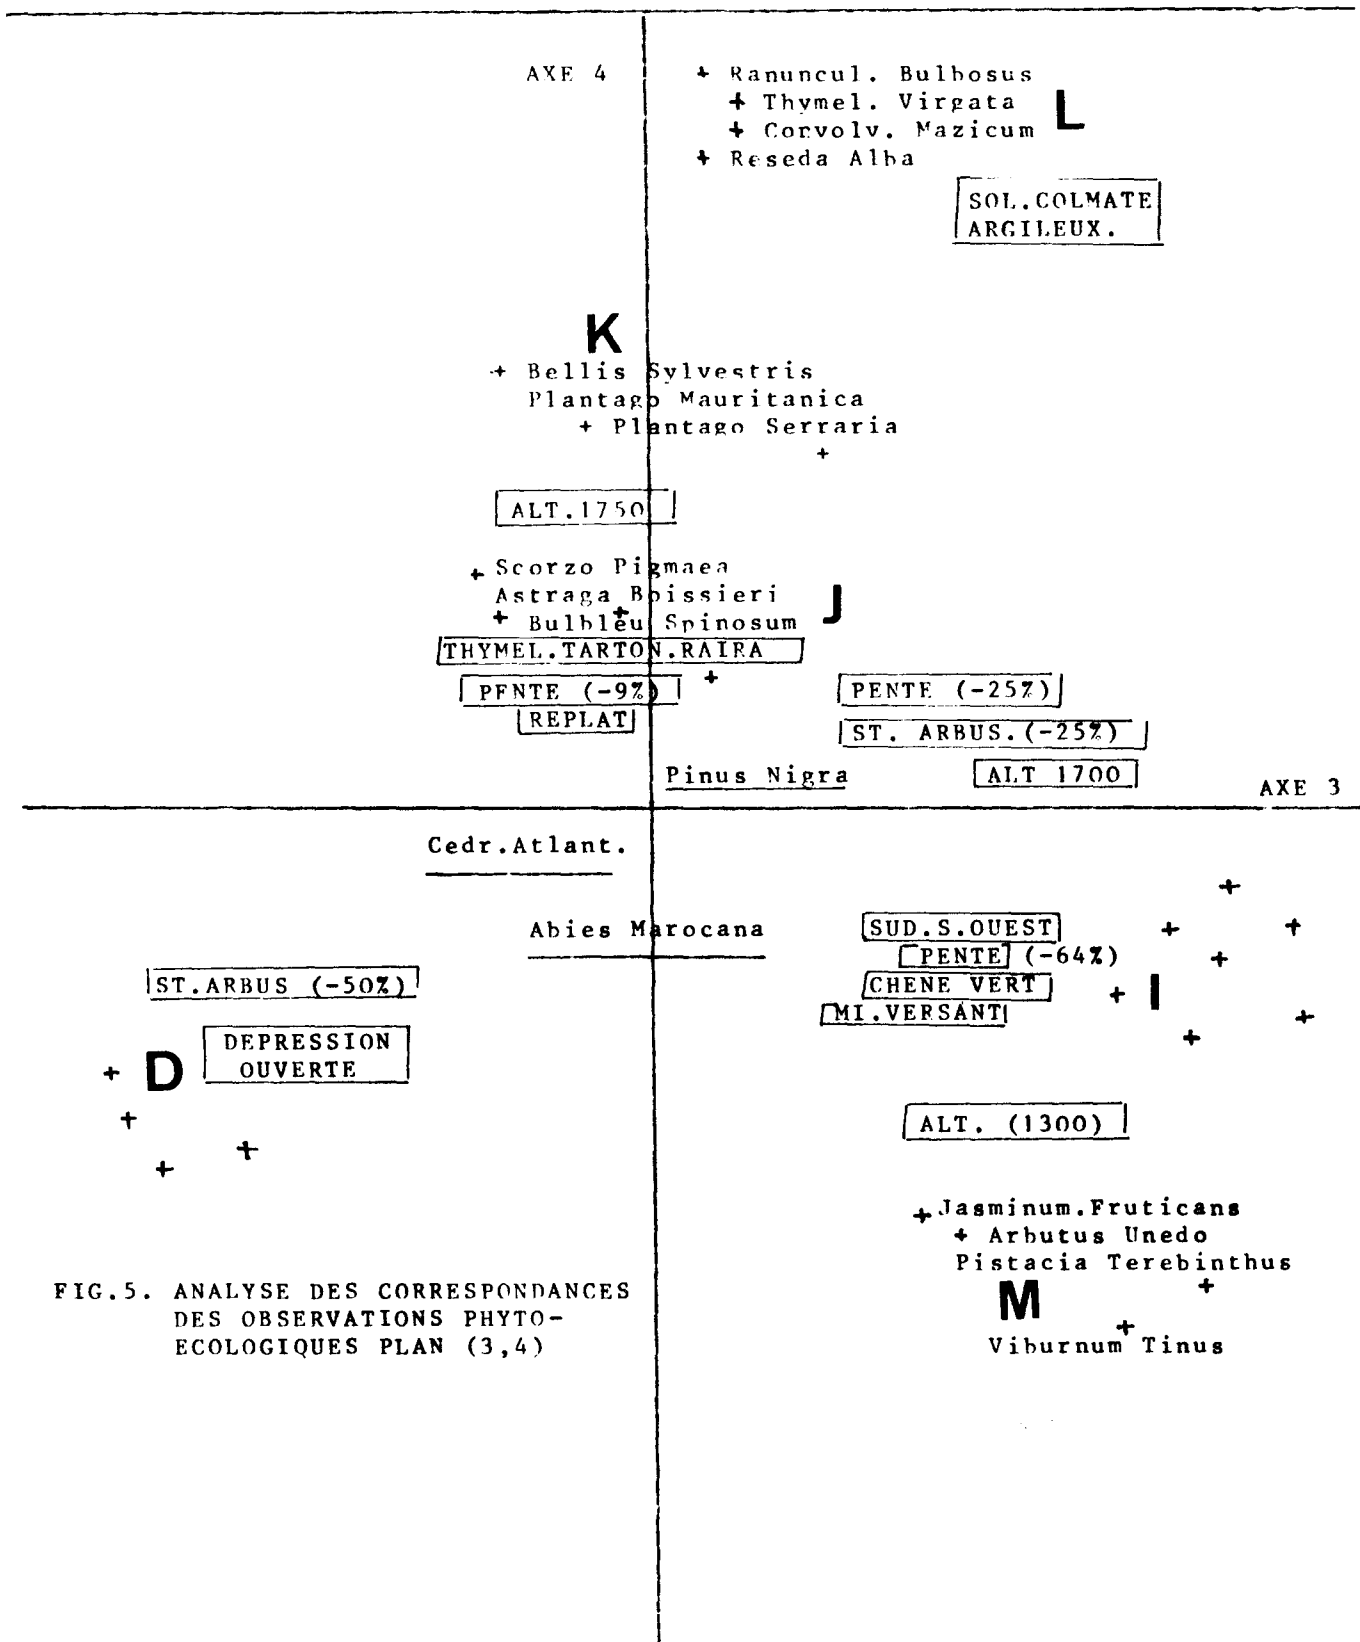 AXE 4
+ Ranuncul. Bulbosus
+ Thymel. Virgata
L
+ Corvolv. Mazicum
+ Reseda Alba
SOL.COLMATE
ARGILEUX.
K
+ Bellis Sylvestris
Plantago Mauritanica
+ Plantago Serraria
+
ALT.1750
+ Scorzo Pigmaea
Astraga Boissieri
J
+ + Bulbleu Spinosum
THYMEL.TARTON.RAIRA
+
PENTE (-9%)
PENTE (-25%)
REPLAT
ST. ARBUS.(-25%)
Pinus Nigra
ALT 1700
AXE 3
Cedr.Atlant.
Abies Marocana
SUD.S.OUEST
PENTE (-64%)
ST.ARBUS (-50%)
CHENE VERT
I
MI.VERSANT
DEPRESSION
OUVERTE
D
ALT. (1300)
+ Jasminum.Fruticans
+ Arbutus Unedo
Pistacia Terebinthus
M
Viburnum Tinus
FIG.5. ANALYSE DES CORRESPONDANCES
DES OBSERVATIONS PHYTO-
ECOLOGIQUES PLAN (3,4)